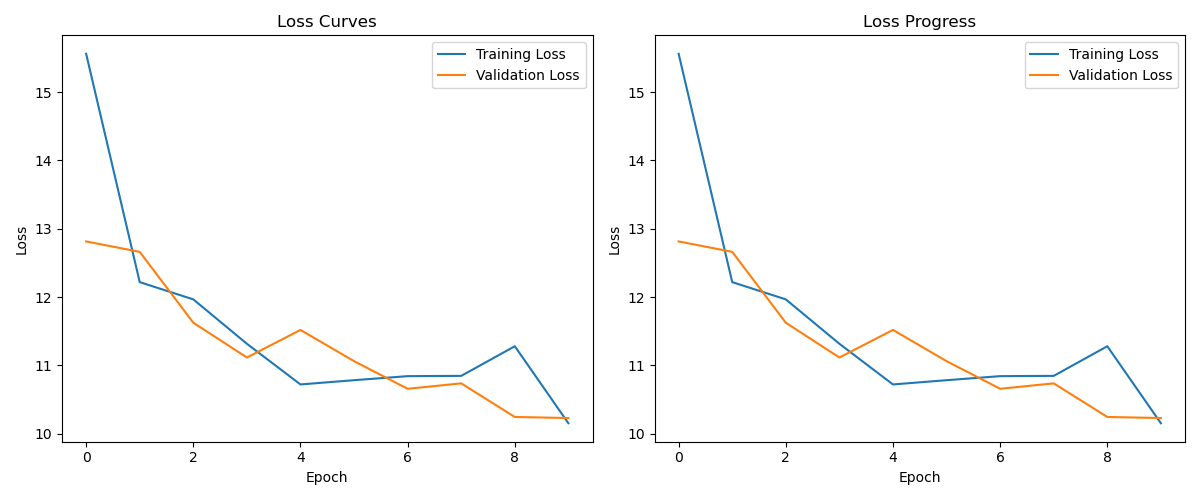 Loss Curves
Training Loss
Validation Loss
15
14
13
12
11
10
Loss
0 2 4 6 8
Epoch
Loss Progress
Training Loss
Validation Loss
15
14
13
12
11
10
Loss
0 2 4 6 8
Epoch